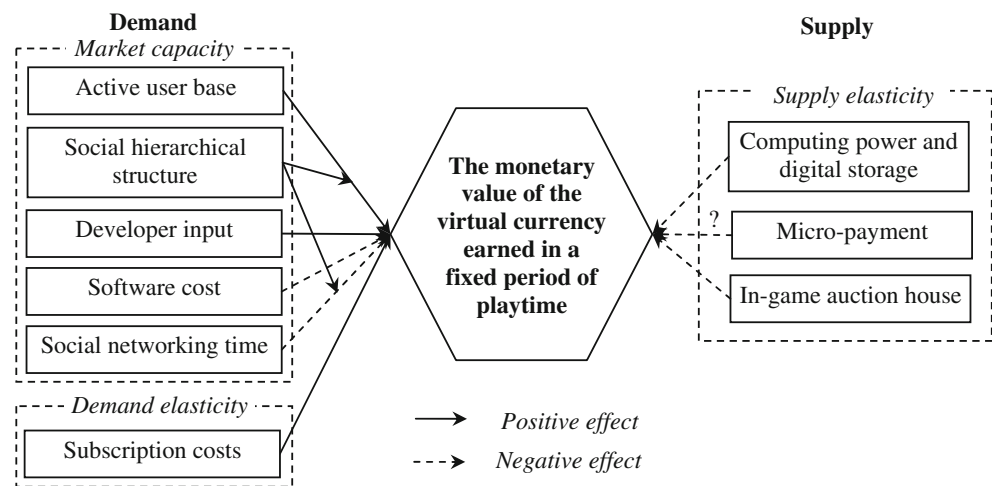 Demand
Market capacity
Active user base
Social hierarchical
structure
Developer input
Software cost
Social networking time
Demand elasticity
Subscription costs
The monetary
value of the
virtual currency
earned in a
fixed period of
playtime
Supply
Supply elasticity
Computing power and
digital storage
?
Micro-payment
In-game auction house
Positive effect
Negative effect